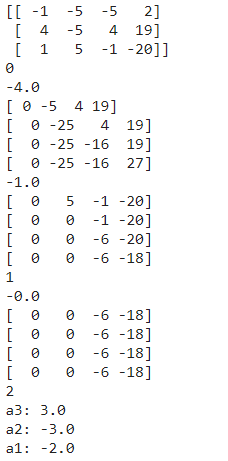 [[ -1 -5 -5 2]
[ 4 -5 4 19]
[ 1 5 -1 -20]]
0
-4.0
[ 0 -5 4 19]
[ 0 -25 4 19]
[ 0 -25 -16 19]
[ 0 -25 -16 27]
-1.0
[ 0 5 -1 -20]
[ 0 0 -1 -20]
[ 0 0 -6 -20]
[ 0 0 -6 -18]
1
-0.0
[ 0 0 -6 -18]
[ 0 0 -6 -18]
[ 0 0 -6 -18]
[ 0 0 -6 -18]
2
a3: 3.0
a2: -3.0
a1: -2.0